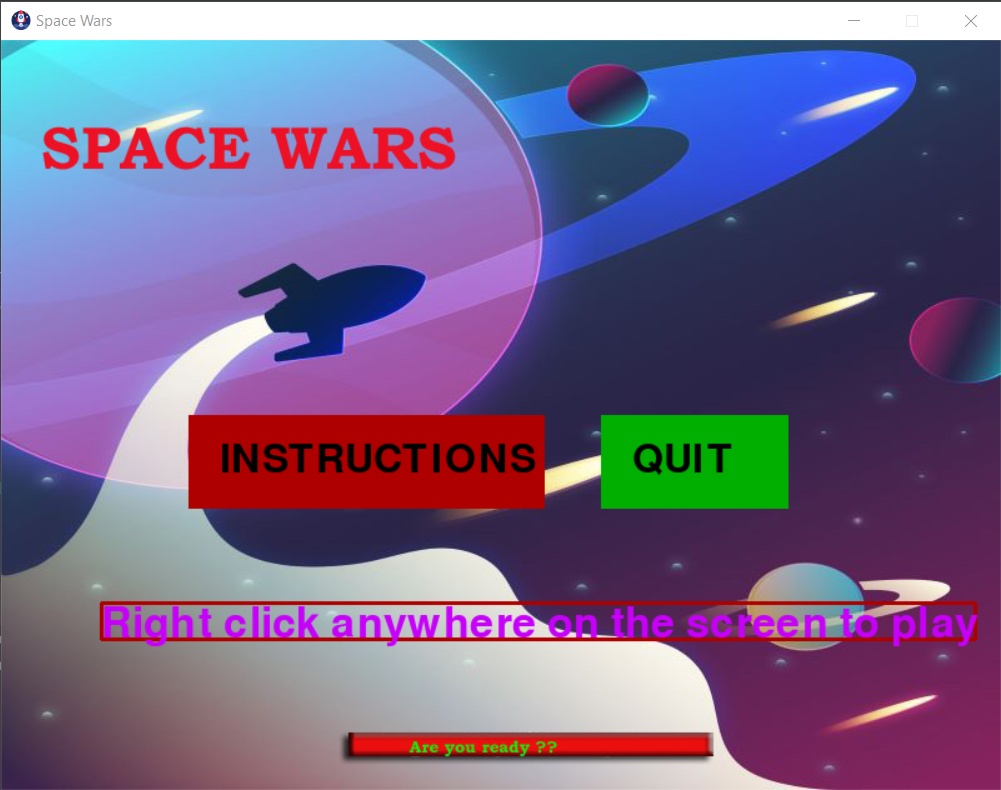 Space Wars
SPACE WARS
INSTRUCTIONS
QUIT
Right click anywhere on the screen to play
Are you ready ??